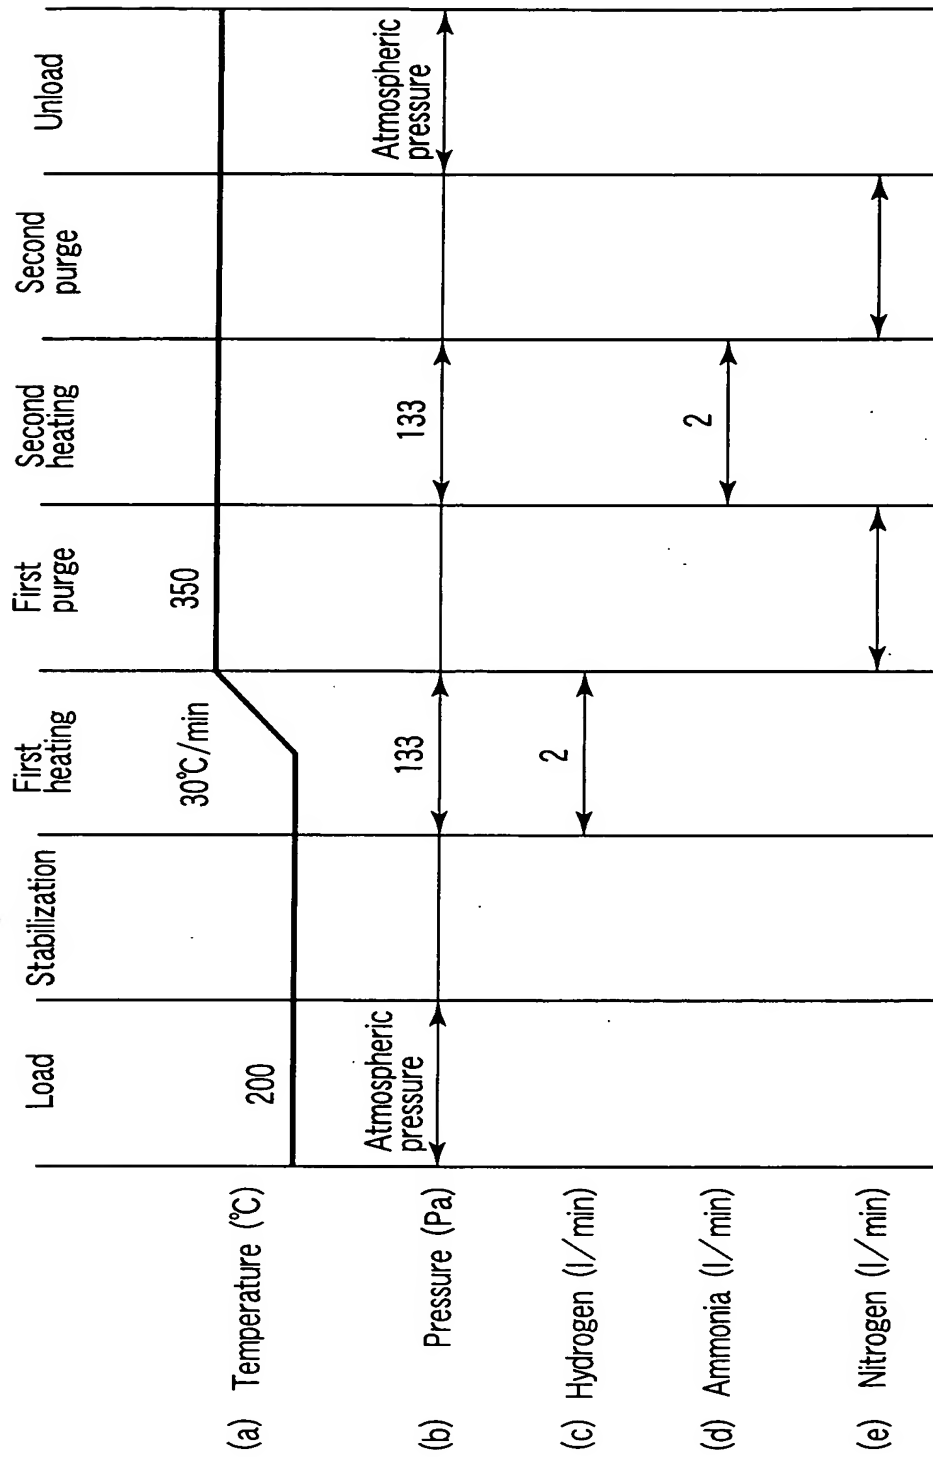 Load
Stabilization
First
heating
First
purge
Second
heating
Second
purge
Unload
(a) Temperature (°C)
200
30°C/min
350
(b) Pressure (Pa)
Atmospheric
pressure
133
133
Atmospheric
pressure
(c) Hydrogen (l/min)
2
(d) Ammonia (l/min)
2
(e) Nitrogen (l/min)